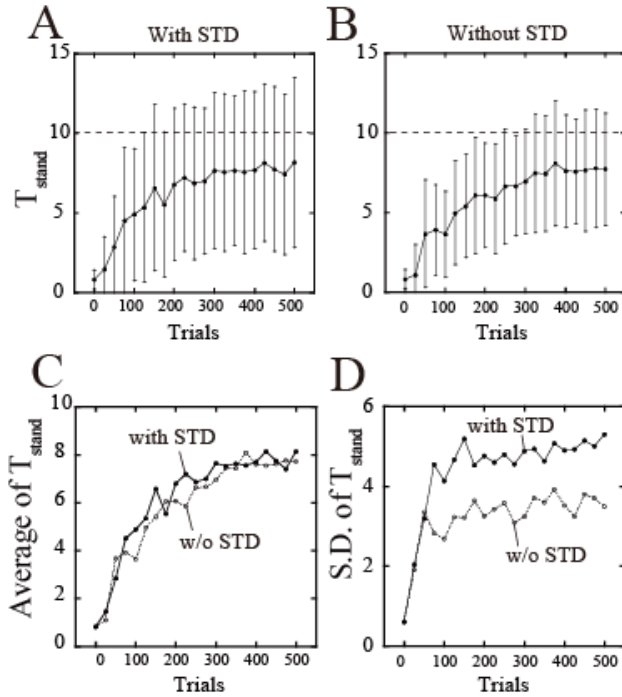 A
With STD
B
Without STD
15
10
5
0
T stand
0 100 200 300 400 500
Trials
15
10
5
0
0 100 200 300 400 500
Trials
C
D
10
8
6
4
2
0
Average of T stand
with STD
w/o STD
0 100 200 300 400 500
Trials
6
4
2
0
S.D. of T stand
with STD
w/o STD
0 100 200 300 400 500
Trials